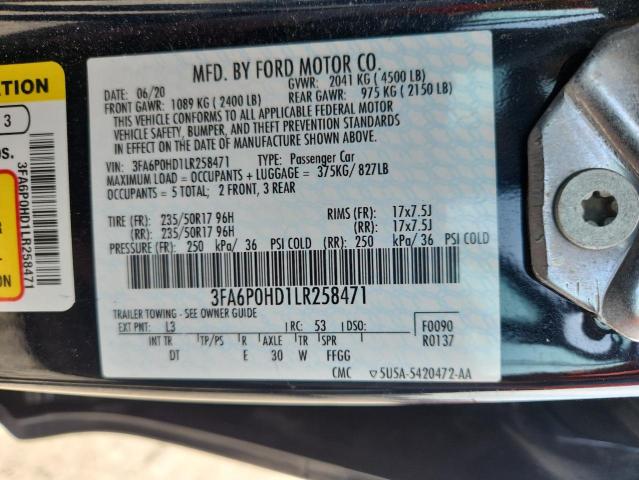 MFD. BY FORD MOTOR CO.
DATE: 06/20 GVWR: 2041 KG ( 4500 LB)
FRONT GAWR: 1089 KG ( 2400 LB) REAR GAWR: 975 KG ( 2150 LB)
THIS VEHICLE CONFORMS TO ALL APPLICABLE FEDERAL MOTOR
VEHICLE SAFETY, BUMPER, AND THEFT PREVENTION STANDARDS
IN EFFECT ON THE DATE OF MANUFACTURE SHOWN ABOVE.
VIN: 3FA6P0HD1LR258471 TYPE: Passenger Car
MAXIMUM LOAD = OCCUPANTS + LUGGAGE = 375KG/ 827LB
OCCUPANTS = 5 TOTAL; 2 FRONT, 3 REAR
TIRE (FR): 235/50R17 96H RIMS (FR): 17x7.5J
(RR): 235/50R17 96H (RR): 17x7.5J
PRESSURE (FR): 250 kPa/ 36 PSI COLD (RR): 250 kPa/ 36 PSI COLD
3FA6P0HD1LR258471
TRAILER TOWING - SEE OWNER GUIDE
EXT PNT: L3 RC: 53 DSO: F0090
INT TR TP/PS R AXLE TR SPR R0137
DT E 30 W FFGG
CMC ▽ 5USA-5420472-AA
ATION
3
OS.
3FA6P0HD1LR258471
ER
ION